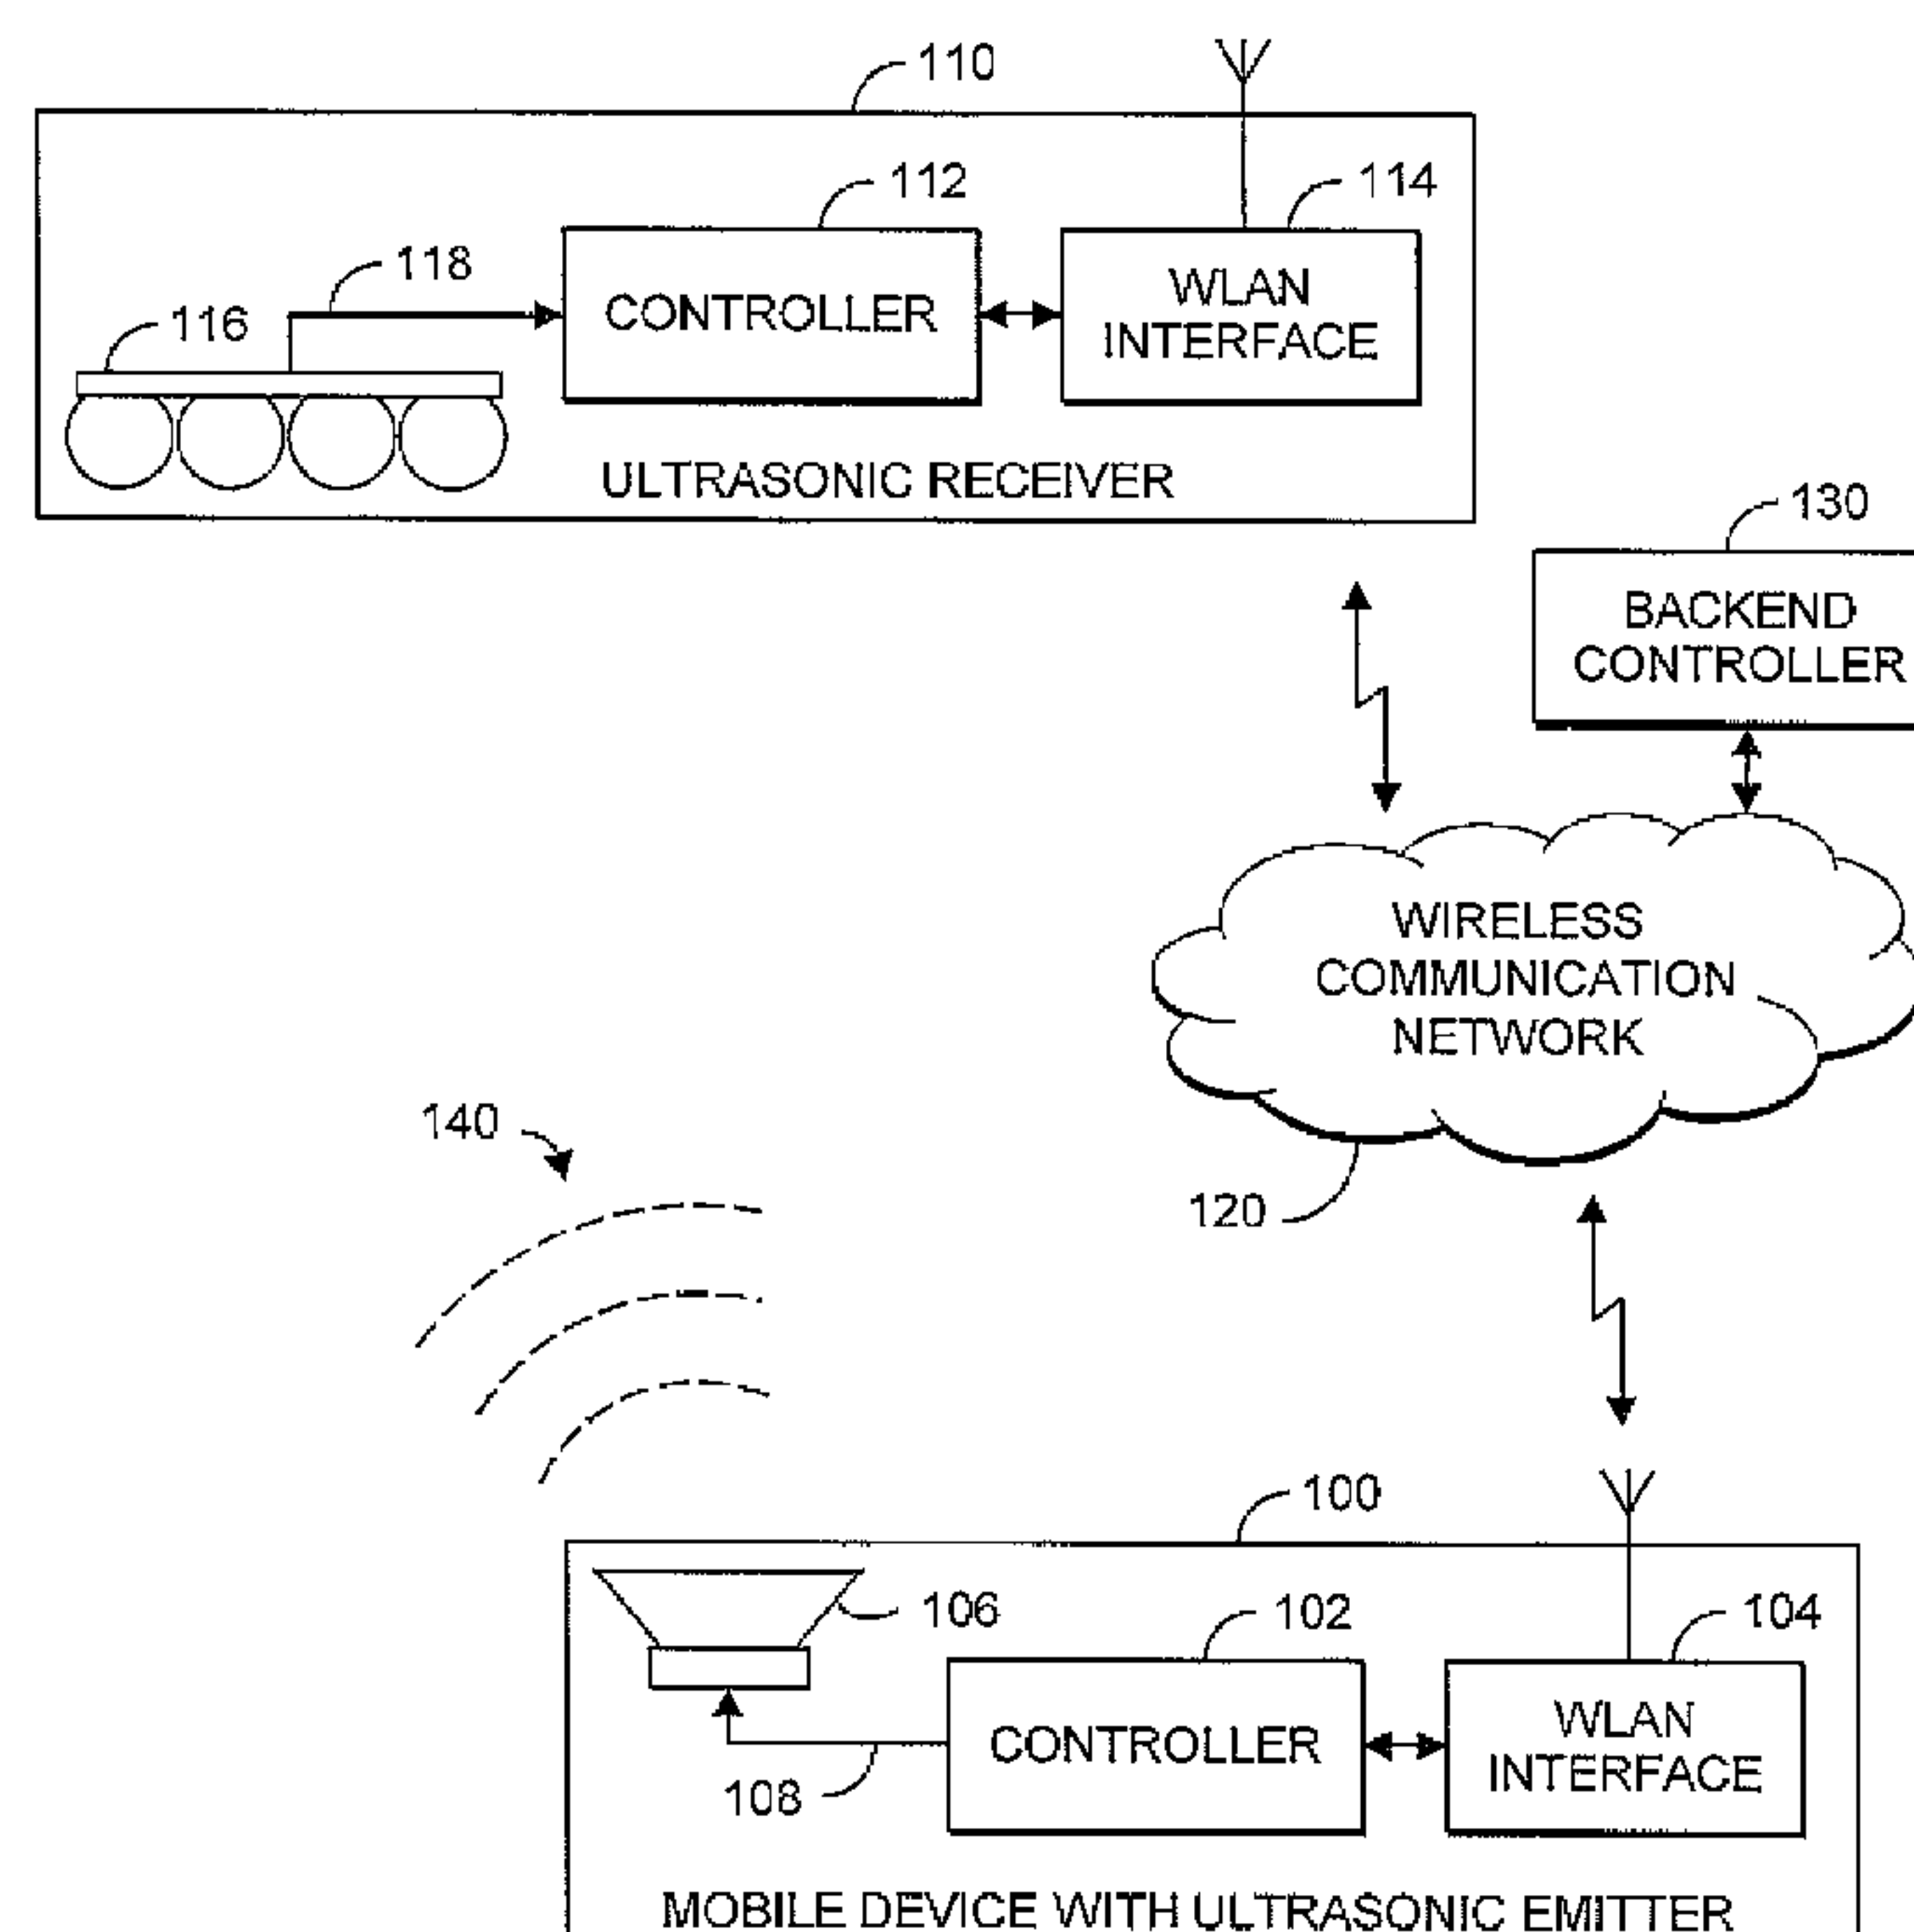 110
112
114
118
116
CONTROLLER
WLAN
INTERFACE
ULTRASONIC RECEIVER
130
BACKEND
CONTROLLER
WIRELESS
COMMUNICATION
NETWORK
140
120
100
106
102
104
CONTROLLER
WLAN
INTERFACE
108
MOBILE DEVICE WITH ULTRASONIC EMITTER